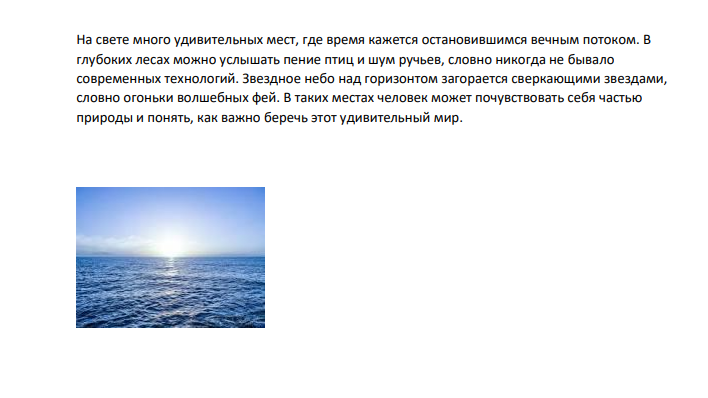 На свете много удивительных мест, где время кажется остановившимся вечным потоком. В
глубоких лесах можно услышать пение птиц и шум ручьев, словно никогда не бывало
современных технологий. Звездное небо над горизонтом загорается сверкающими звездами,
словно огоньки волшебных фей. В таких местах человек может почувствовать себя частью
природы и понять, как важно беречь этот удивительный мир.